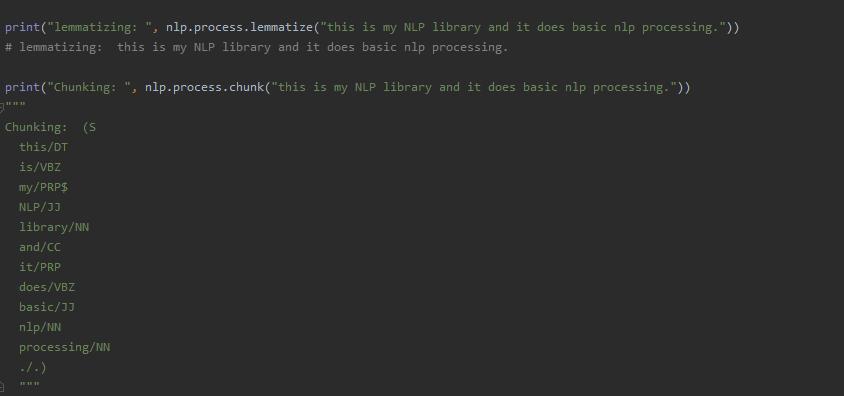 print("lemmatizing: ", nlp.process.lemmatize("this is my NLP library and it does basic nlp processing."))
# lemmatizing:  this is my NLP library and it does basic nlp processing.
print("Chunking: ", nlp.process.chunk("this is my NLP library and it does basic nlp processing."))
"""
Chunking:  (S
  this/DT
  is/VBZ
  my/PRP$
  NLP/JJ
  library/NN
  and/CC
  it/PRP
  does/VBZ
  basic/JJ
  nlp/NN
  processing/NN
  ./.)
  """